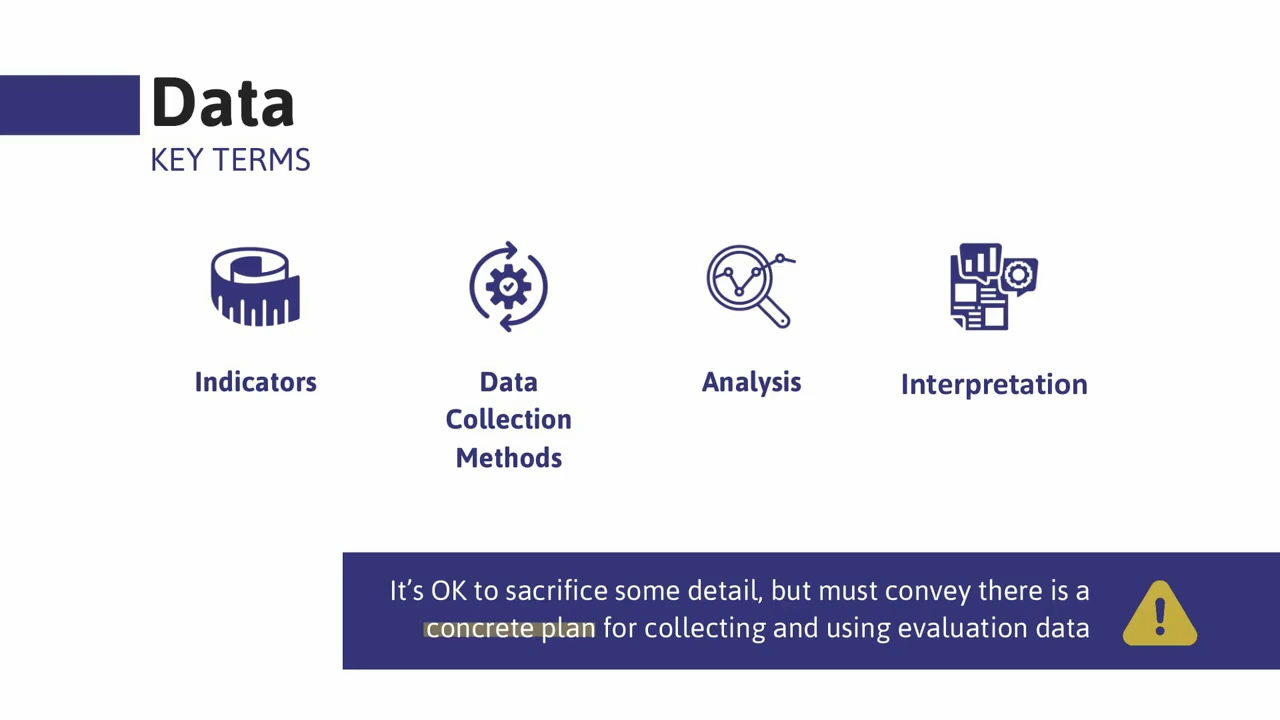 Data
KEY TERMS
Indicators
Data
Collection
Methods
Analysis
Interpretation
It’s OK to sacrifice some detail, but must convey there is a
concrete plan for collecting and using evaluation data